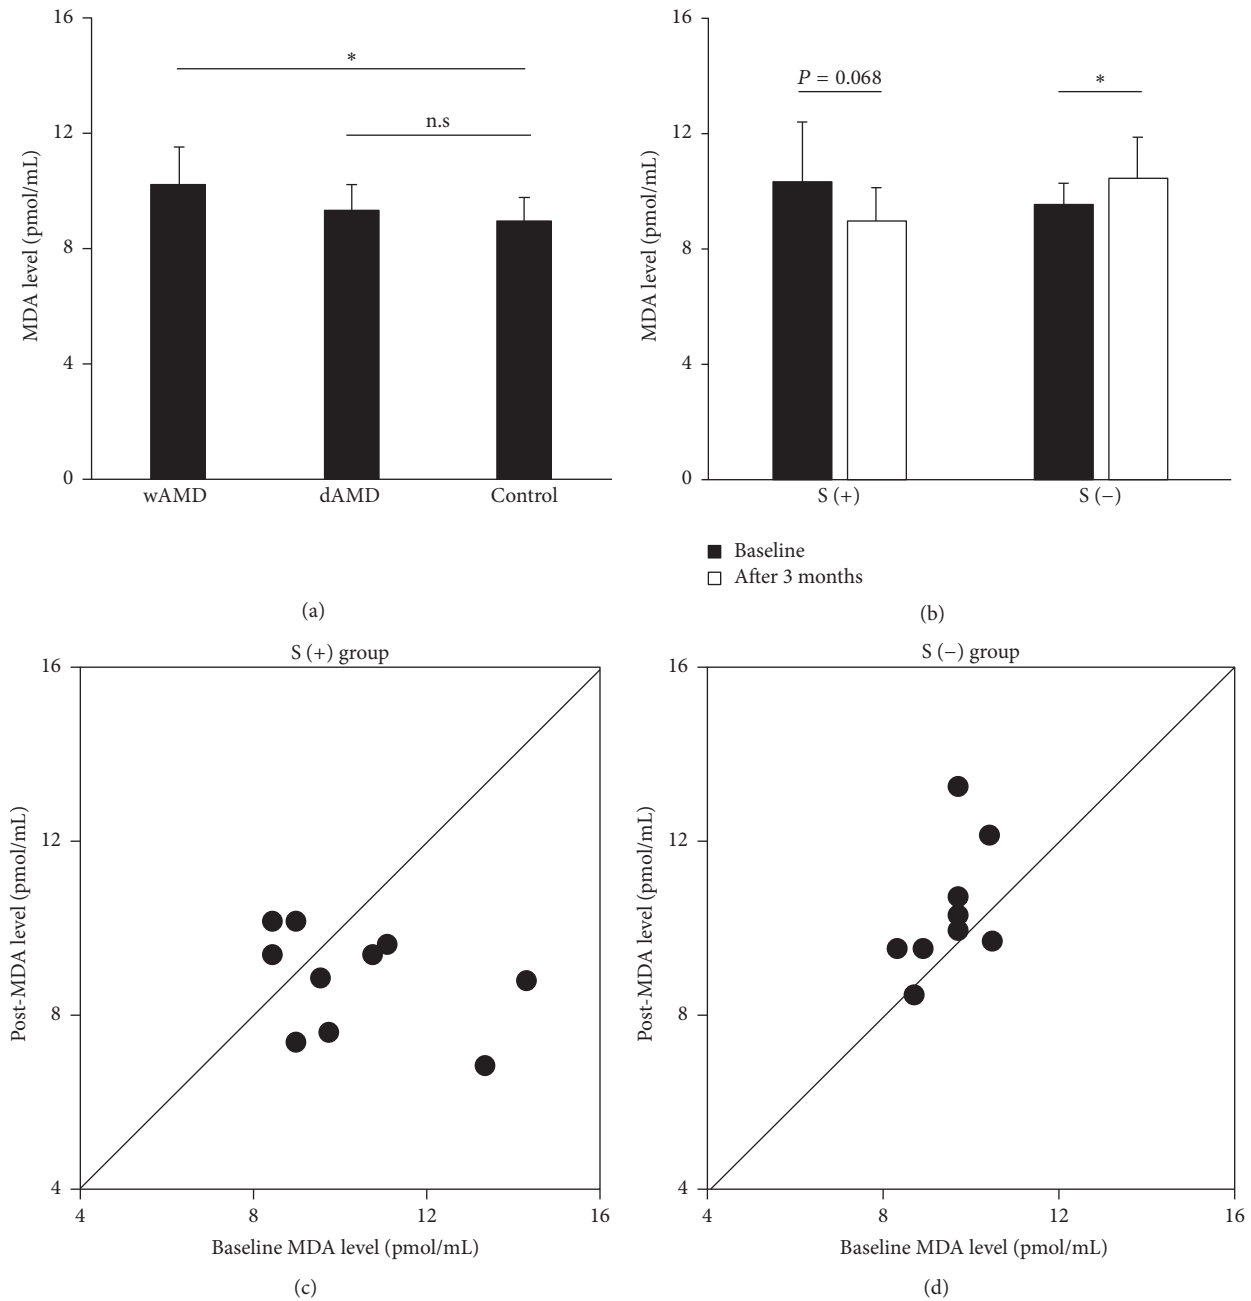 16
12
8
4
0
MDA level (pmol/mL)
*
n.s
wAMD
dAMD
Control
(a)
16
12
8
4
0
MDA level (pmol/mL)
P = 0.068
*
S (+)
S (−)
Baseline
After 3 months
(b)
S (+) group
16
12
8
4
Post-MDA level (pmol/mL)
4
8
12
16
Baseline MDA level (pmol/mL)
(c)
S (−) group
16
12
8
4
Post-MDA level (pmol/mL)
4
8
12
16
Baseline MDA level (pmol/mL)
(d)